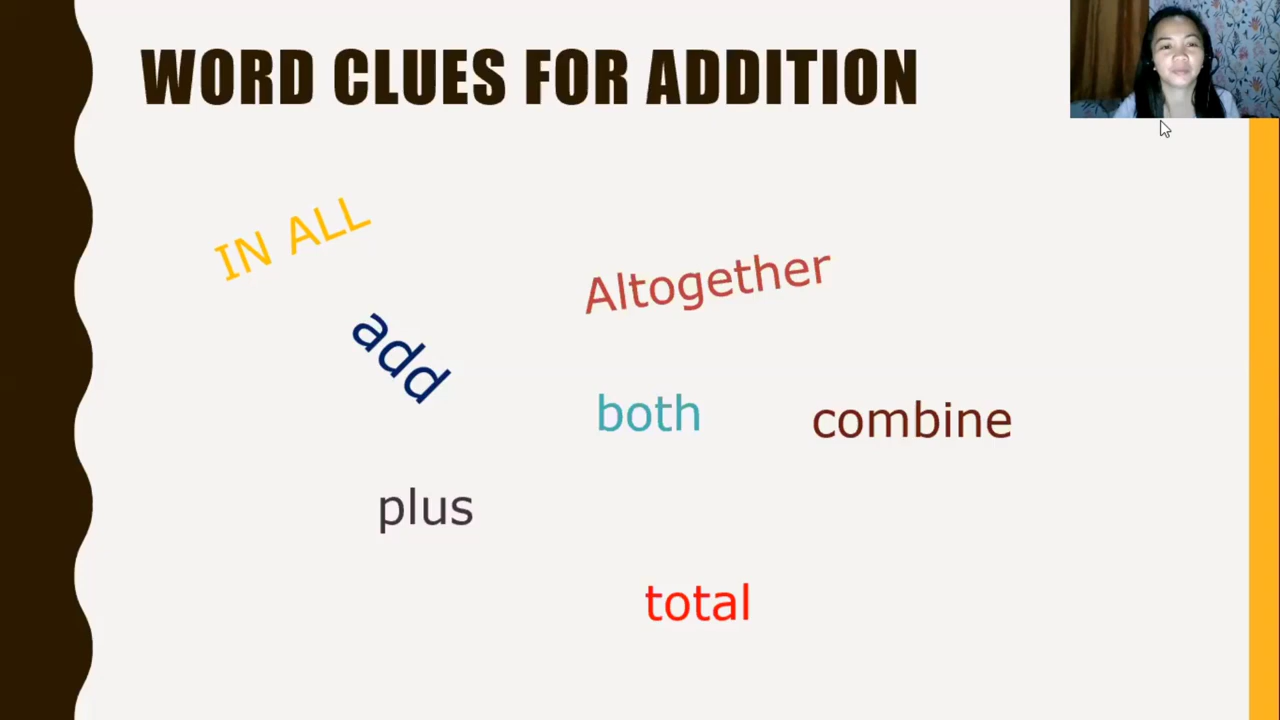 WORD CLUES FOR ADDITION
IN ALL
Altogether
add
both
combine
plus
total